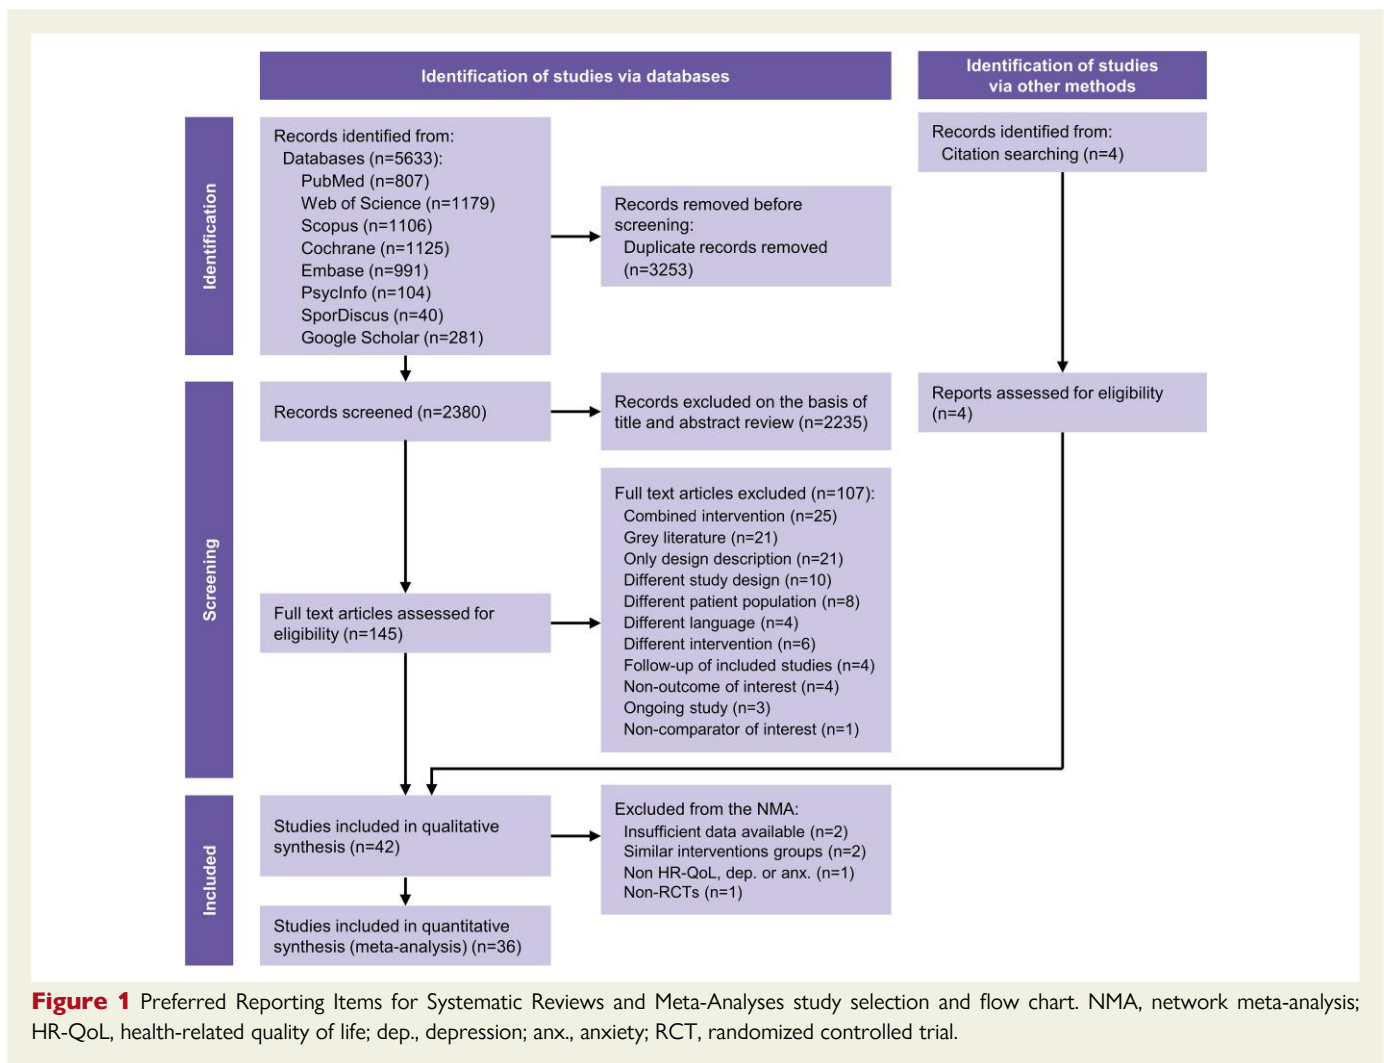 Identification of studies via databases
Identification of studies
via other methods
Identification
Records identified from:
Databases (n=5633):
PubMed (n=807)
Web of Science (n=1179)
Scopus (n=1106)
Cochrane (n=1125)
Embase (n=991)
PsycInfo (n=104)
SporDiscus (n=40)
Google Scholar (n=281)
Records removed before
screening:
Duplicate records removed
(n=3253)
Records identified from:
Citation searching (n=4)
Screening
Records screened (n=2380)
Records excluded on the basis of
title and abstract review (n=2235)
Reports assessed for eligibility
(n=4)
Full text articles assessed for
eligibility (n=145)
Full text articles excluded (n=107):
Combined intervention (n=25)
Grey literature (n=21)
Only design description (n=21)
Different study design (n=10)
Different patient population (n=8)
Different language (n=4)
Different intervention (n=6)
Follow-up of included studies (n=4)
Non-outcome of interest (n=4)
Ongoing study (n=3)
Non-comparator of interest (n=1)
Included
Studies included in qualitative
synthesis (n=42)
Excluded from the NMA:
Insufficient data available (n=2)
Similar interventions groups (n=2)
Non HR-QoL, dep. or anx. (n=1)
Non-RCTs (n=1)
Studies included in quantitative
synthesis (meta-analysis) (n=36)
Figure 1 Preferred Reporting Items for Systematic Reviews and Meta-Analyses study selection and flow chart. NMA, network meta-analysis;
HR-QoL, health-related quality of life; dep., depression; anx., anxiety; RCT, randomized controlled trial.